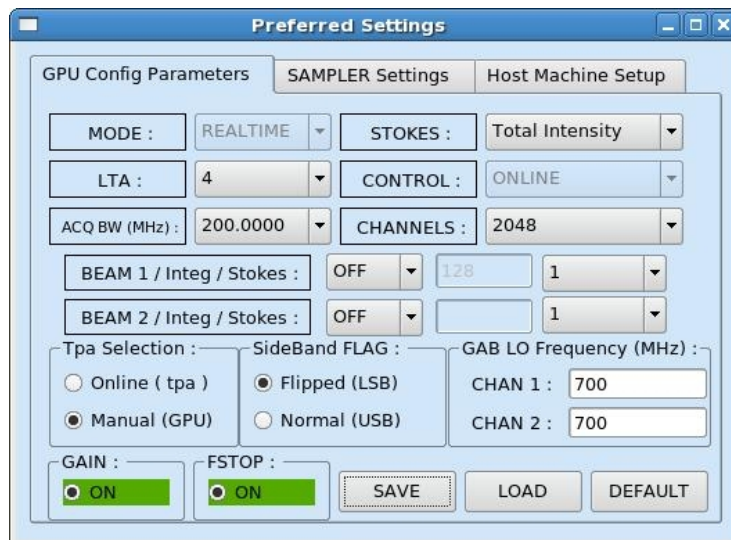 Preferred Settings
GPU Config Parameters SAMPLER Settings Host Machine Setup
MODE : REALTIME STOKES : Total Intensity
LTA : 4 CONTROL : ONLINE
ACQ BW (MHz) : 200.0000 CHANNELS : 2048
BEAM 1 / Integ / Stokes : OFF 128 1
BEAM 2 / Integ / Stokes : OFF 1
Tpa Selection : SideBand FLAG : GAB LO Frequency (MHz) :
Online ( tpa ) Flipped (LSB) CHAN 1 : 700
Manual (GPU) Normal (USB) CHAN 2 : 700
GAIN : FSTOP :
ON ON SAVE LOAD DEFAULT